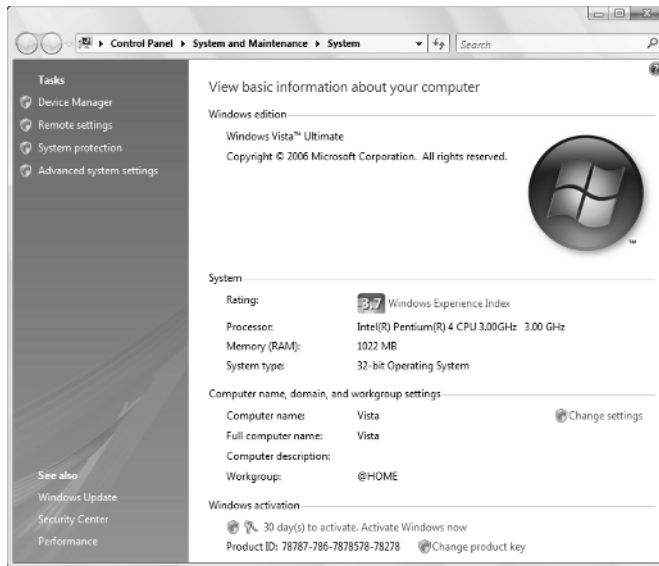 Control Panel ▸ System and Maintenance ▸ System
Search
Tasks
Device Manager
Remote settings
System protection
Advanced system settings
See also
Windows Update
Security Center
Performance
View basic information about your computer
Windows edition
Windows Vista™ Ultimate
Copyright © 2006 Microsoft Corporation. All rights reserved.
TM
System
Rating: 3.7 Windows Experience Index
Processor: Intel(R) Pentium(R) 4 CPU 3.00GHz 3.00 GHz
Memory (RAM): 1022 MB
System type: 32-bit Operating System
Computer name, domain, and workgroup settings
Computer name: Vista Change settings
Full computer name: Vista
Computer description:
Workgroup: @HOME
Windows activation
30 day(s) to activate. Activate Windows now
Product ID: 78787-786-7878578-78278 Change product key